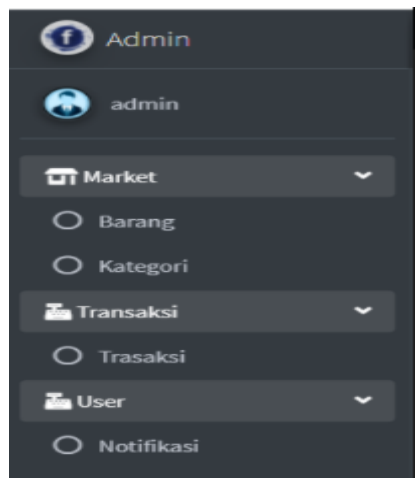 Admin
admin
Market
Barang
Kategori
Transaksi
Trasaksi
User
Notifikasi